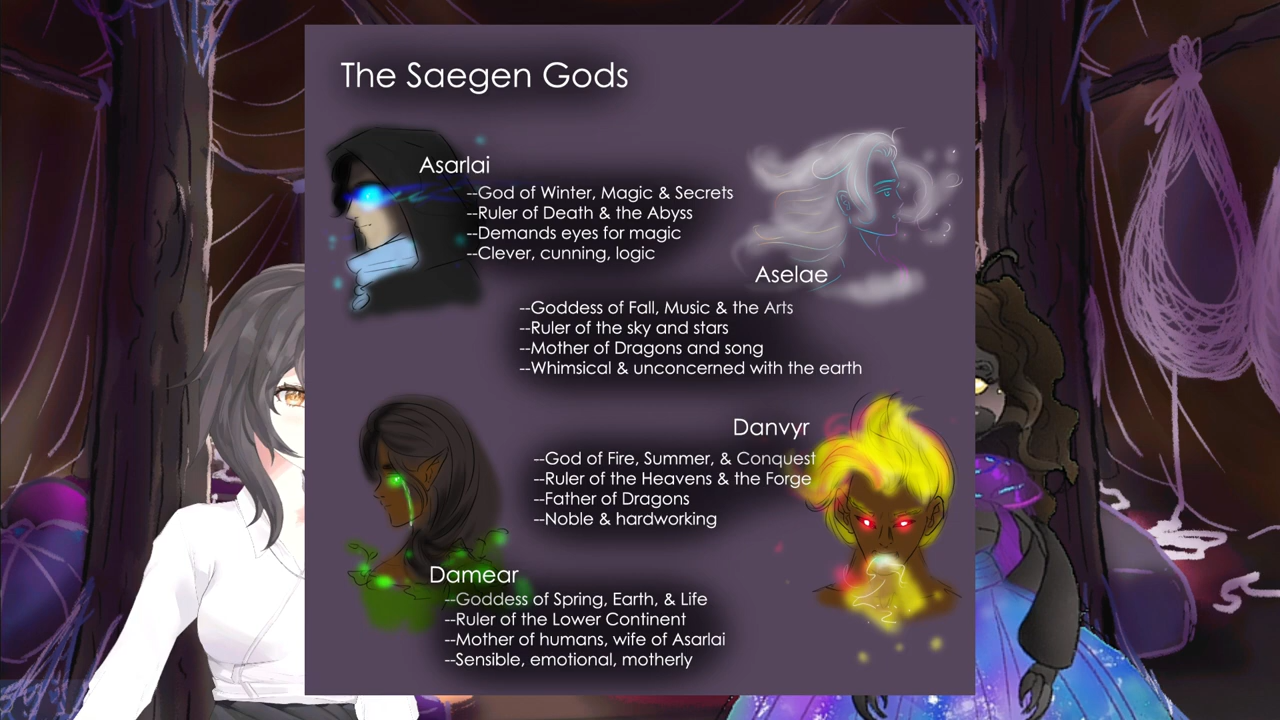 The Saegen Gods
Asarlai
--God of Winter, Magic & Secrets
--Ruler of Death & the Abyss
--Demands eyes for magic
--Clever, cunning, logic
Aselae
--Goddess of Fall, Music & the Arts
--Ruler of the sky and stars
--Mother of Dragons and song
--Whimsical & unconcerned with the earth
Danvyr
--God of Fire, Summer, & Conquest
--Ruler of the Heavens & the Forge
--Father of Dragons
--Noble & hardworking
Damear
--Goddess of Spring, Earth, & Life
--Ruler of the Lower Continent
--Mother of humans, wife of Asarlai
--Sensible, emotional, motherly